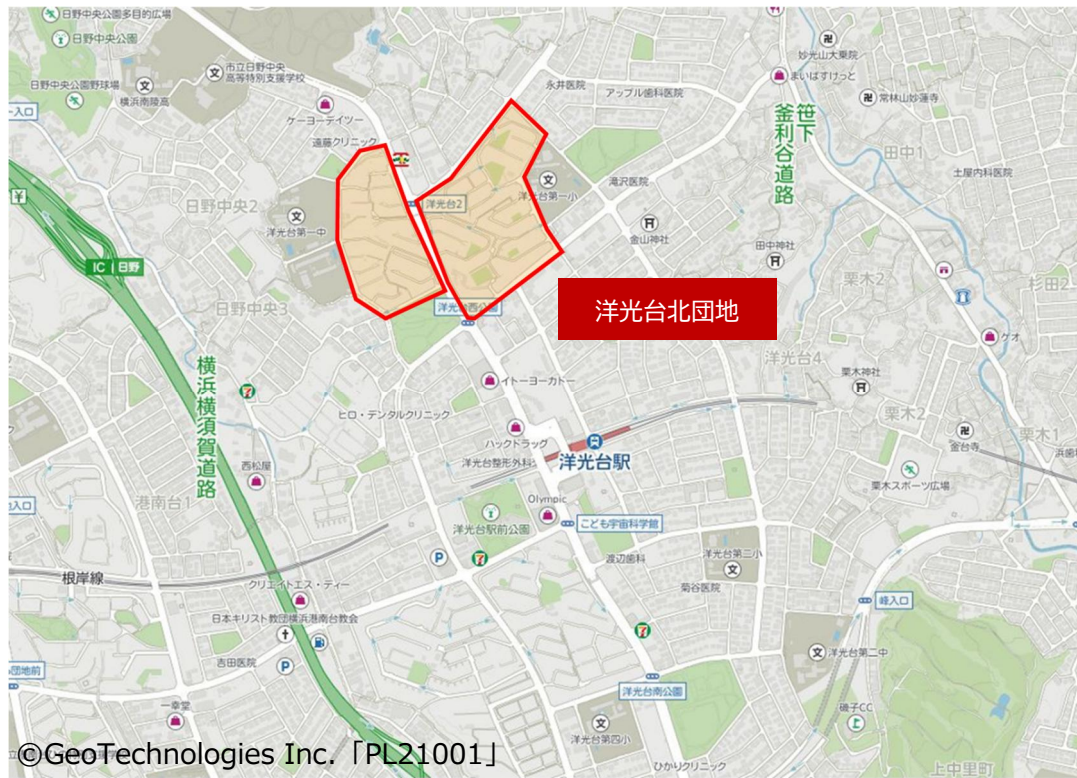 日野中央公園多目的広場
日野中央公園
市立日野中央
高等特別支援学校
日野中央公園野球場
横浜南陵高
ケーヨーデイツー
遠藤クリニック
永井医院
アップル歯科医院
妙光山大乗院
まいばすけっと
常林山妙蓮寺
笹下
釜利谷道路
田中1
土屋内科医院
滝沢医院
洋光台第一小
洋光台2
日野中央2
洋光台第一中
金山神社
田中神社
栗木2
杉田2
IC 日野
日野中央3
洋光台西公園
洋光台北団地
ゲオ
洋光台4
栗木神社
イトーヨーカトー
横浜横須賀道路
ヒロ・デンタルクリニック
ハックドラッグ
洋光台整形外科
洋光台駅
栗木2
金台寺
栗木1
西松屋
栗木スポーツ広場
港南台1
Olympic
洋光台駅前公園
こども宇宙科学館
渡辺歯科
洋光台第二小
菊谷医院
P
根岸線
クリエイトエス・ディー
日本キリスト教団横浜港南台教会
峰入口
吉田医院
P
洋光台第二中
団地前
洋光台南公園
一幸堂
磯子CC
洋光台第四小
ひかりクリニック
上中里町
©GeoTechnologies Inc.「PL21001」